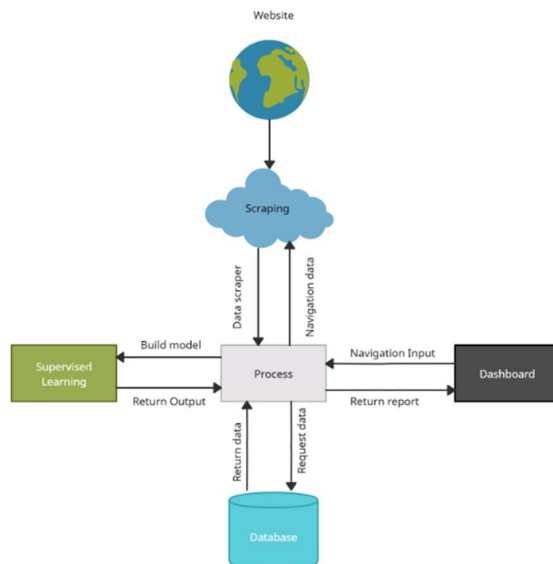 Website
Scraping
Data scraper
Navigation data
Build model
Navigation Input
Superviserl
Learning
Process
Dashboard
Return Output
Return report
Return data
Request data
Database